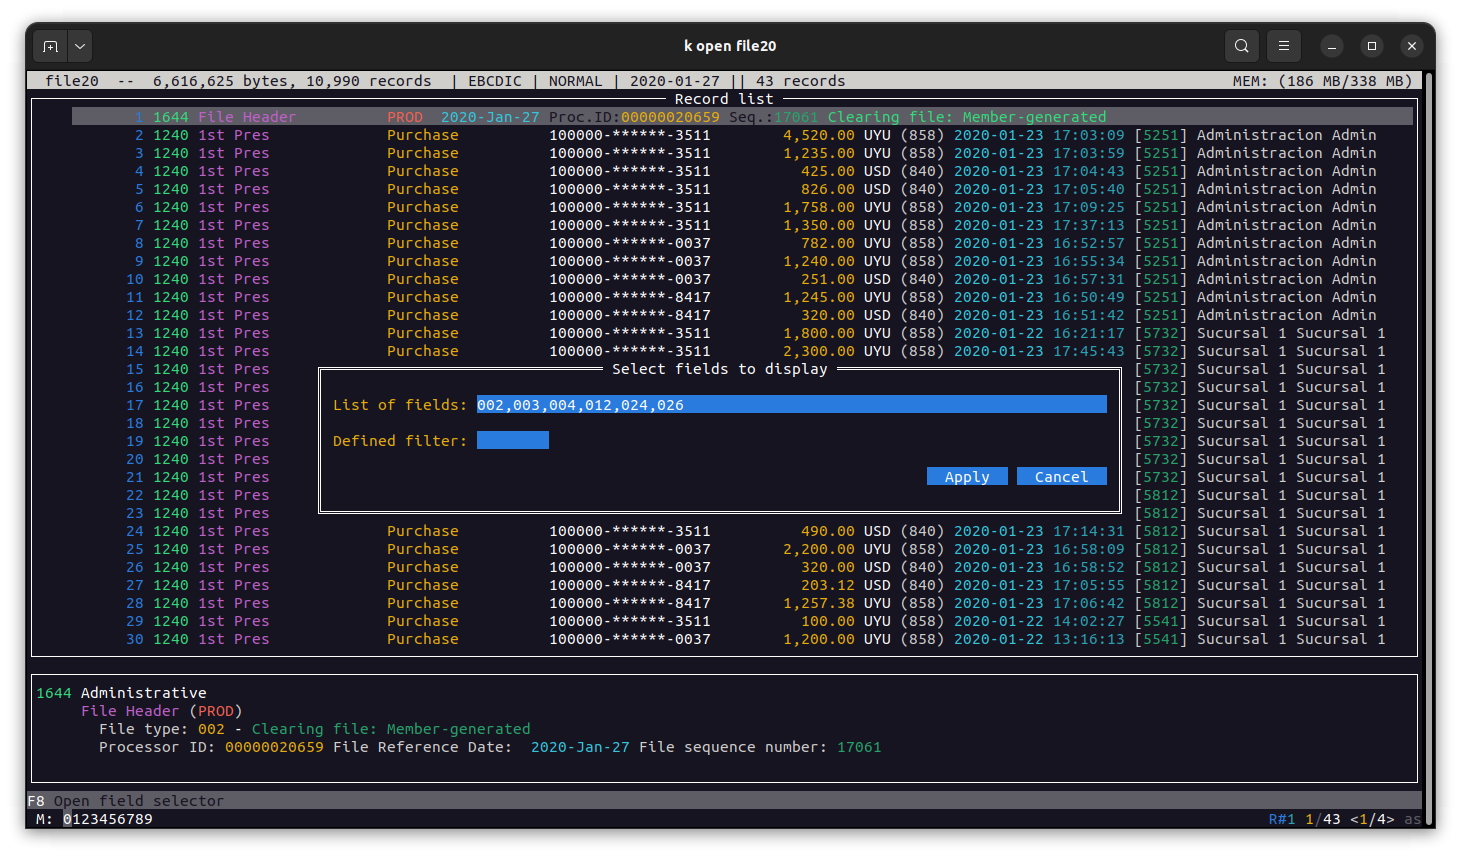 k open file20
file20  --  6,616,625 bytes, 10,990 records  | EBCDIC | NORMAL | 2020-01-27 || 43 records MEM: (186 MB/338 MB)
Record list
1 1644 File Header PROD 2020-Jan-27 Proc.ID:00000020659 Seq.:17061 Clearing file: Member-generated
2 1240 1st Pres Purchase 100000-******-3511 4,520.00 UYU (858) 2020-01-23 17:03:09 [5251] Administracion Admin
3 1240 1st Pres Purchase 100000-******-3511 1,235.00 UYU (858) 2020-01-23 17:03:59 [5251] Administracion Admin
4 1240 1st Pres Purchase 100000-******-3511 425.00 USD (840) 2020-01-23 17:04:43 [5251] Administracion Admin
5 1240 1st Pres Purchase 100000-******-3511 826.00 USD (840) 2020-01-23 17:05:40 [5251] Administracion Admin
6 1240 1st Pres Purchase 100000-******-3511 1,758.00 UYU (858) 2020-01-23 17:09:25 [5251] Administracion Admin
7 1240 1st Pres Purchase 100000-******-3511 1,350.00 UYU (858) 2020-01-23 17:37:13 [5251] Administracion Admin
8 1240 1st Pres Purchase 100000-******-0037 782.00 UYU (858) 2020-01-23 16:52:57 [5251] Administracion Admin
9 1240 1st Pres Purchase 100000-******-0037 1,240.00 UYU (858) 2020-01-23 16:55:34 [5251] Administracion Admin
10 1240 1st Pres Purchase 100000-******-0037 251.00 USD (840) 2020-01-23 16:57:31 [5251] Administracion Admin
11 1240 1st Pres Purchase 100000-******-8417 1,245.00 UYU (858) 2020-01-23 16:50:49 [5251] Administracion Admin
12 1240 1st Pres Purchase 100000-******-8417 320.00 USD (840) 2020-01-23 16:51:42 [5251] Administracion Admin
13 1240 1st Pres Purchase 100000-******-3511 1,800.00 UYU (858) 2020-01-22 16:21:17 [5732] Sucursal 1 Sucursal 1
14 1240 1st Pres Purchase 100000-******-3511 2,300.00 UYU (858) 2020-01-23 17:45:43 [5732] Sucursal 1 Sucursal 1
15 1240 1st Pres Select fields to display [5732] Sucursal 1 Sucursal 1
16 1240 1st Pres [5732] Sucursal 1 Sucursal 1
17 1240 1st Pres List of fields: 002,003,004,012,024,026 [5732] Sucursal 1 Sucursal 1
18 1240 1st Pres [5732] Sucursal 1 Sucursal 1
19 1240 1st Pres Defined filter: [5732] Sucursal 1 Sucursal 1
20 1240 1st Pres [5732] Sucursal 1 Sucursal 1
21 1240 1st Pres Apply Cancel [5732] Sucursal 1 Sucursal 1
22 1240 1st Pres [5812] Sucursal 1 Sucursal 1
23 1240 1st Pres [5812] Sucursal 1 Sucursal 1
24 1240 1st Pres Purchase 100000-******-3511 490.00 USD (840) 2020-01-23 17:14:31 [5812] Sucursal 1 Sucursal 1
25 1240 1st Pres Purchase 100000-******-0037 2,200.00 UYU (858) 2020-01-23 16:58:09 [5812] Sucursal 1 Sucursal 1
26 1240 1st Pres Purchase 100000-******-0037 320.00 USD (840) 2020-01-23 16:58:52 [5812] Sucursal 1 Sucursal 1
27 1240 1st Pres Purchase 100000-******-8417 203.12 USD (840) 2020-01-23 17:05:55 [5812] Sucursal 1 Sucursal 1
28 1240 1st Pres Purchase 100000-******-8417 1,257.38 UYU (858) 2020-01-23 17:06:42 [5812] Sucursal 1 Sucursal 1
29 1240 1st Pres Purchase 100000-******-3511 100.00 UYU (858) 2020-01-22 14:02:27 [5541] Sucursal 1 Sucursal 1
30 1240 1st Pres Purchase 100000-******-0037 1,200.00 UYU (858) 2020-01-22 13:16:13 [5541] Sucursal 1 Sucursal 1
1644 Administrative
File Header (PROD)
File type: 002 - Clearing file: Member-generated
Processor ID: 00000020659 File Reference Date:  2020-Jan-27 File sequence number: 17061
F8 Open field selector
M: 0123456789 R#1 1/43 <1/4> as